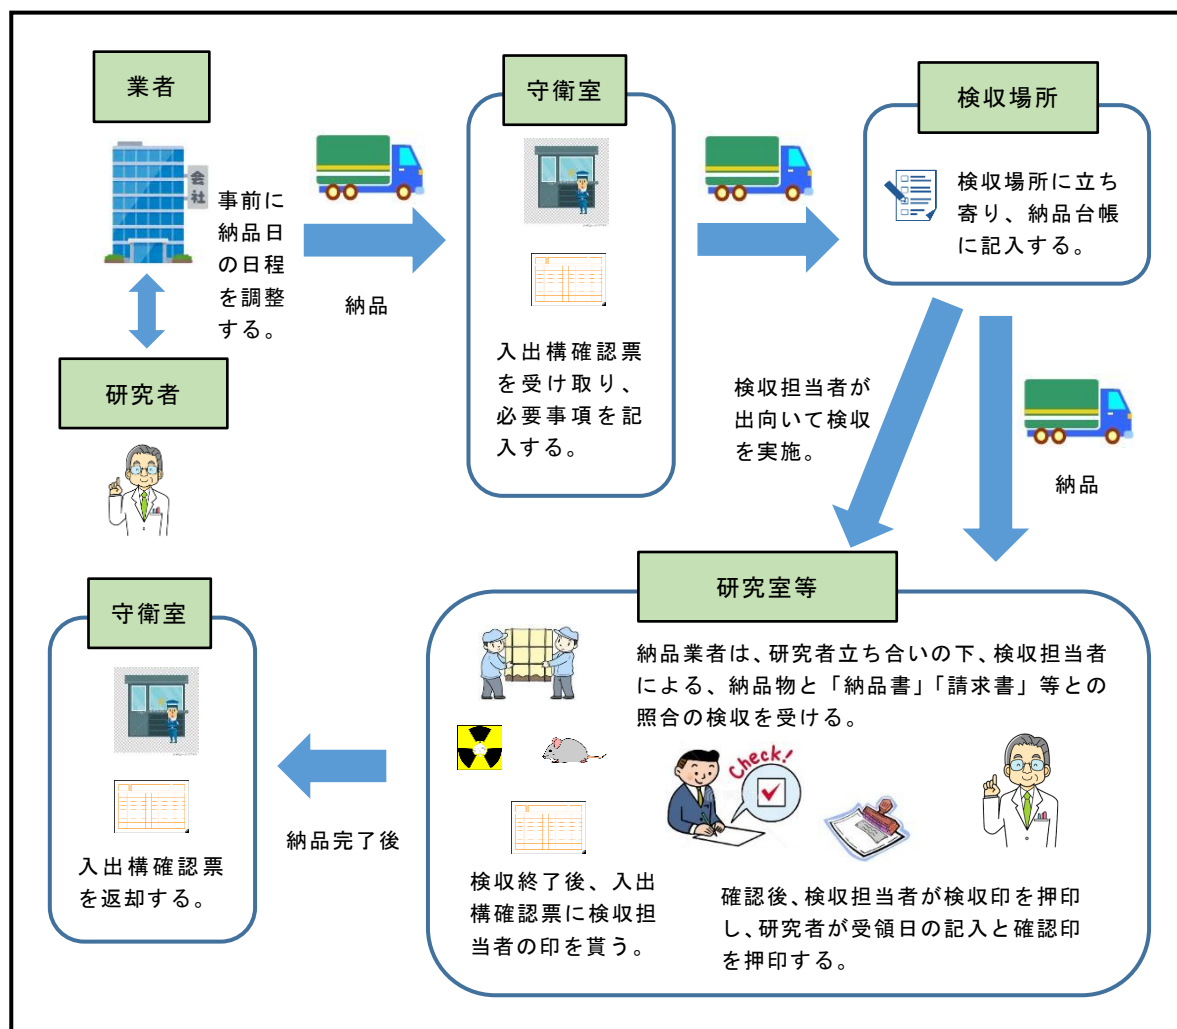 業者
会
社
事前に
納品日
の日程
を調整
する。
研究者
納品
守衛室
入出構確認票
を受け取り、
必要事項を記
入する。
検収場所
検収場所に立ち
寄り、納品台帳
に記入する。
検収担当者が
出向いて検収
を実施。
納品
研究室等
納品業者は、研究者立ち合いの下、検収担当者
による、納品物と「納品書」「請求書」等との
照合の検収を受ける。
Check!
検収終了後、入出
構確認票に検収担
当者の印を貰う。
確認後、検収担当者が検収印を押印
し、研究者が受領日の記入と確認印
を押印する。
納品完了後
守衛室
入出構確認票
を返却する。